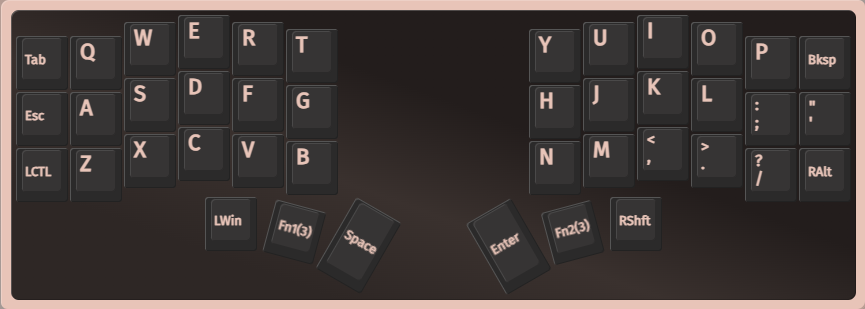 Tab Q W E R T Y U I O P Bksp
Esc A S D F G H J K L : ; " '
LCTL Z X C V B N M < , > . ? / RAlt
LWin Fn1(3) Space Enter Fn2(3) RShft